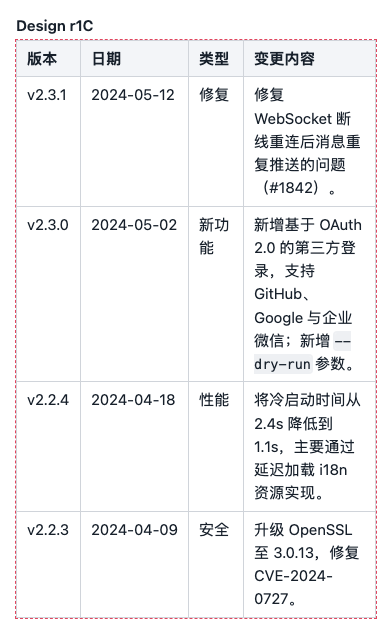 Design r1C
版本 日期 类型 变更内容
v2.3.1 2024-05-12 修复 修复
WebSocket 断
线重连后消息重
复推送的问题
（#1842）。
v2.3.0 2024-05-02 新功 新增基于 OAuth
能 2.0 的第三方登
录，支持
GitHub、
Google 与企业
微信；新增 --
dry-run 参数。
v2.2.4 2024-04-18 性能 将冷启动时间从
2.4s 降低到
1.1s，主要通过
延迟加载 i18n
资源实现。
v2.2.3 2024-04-09 安全 升级 OpenSSL
至 3.0.13，修复
CVE-2024-
0727。